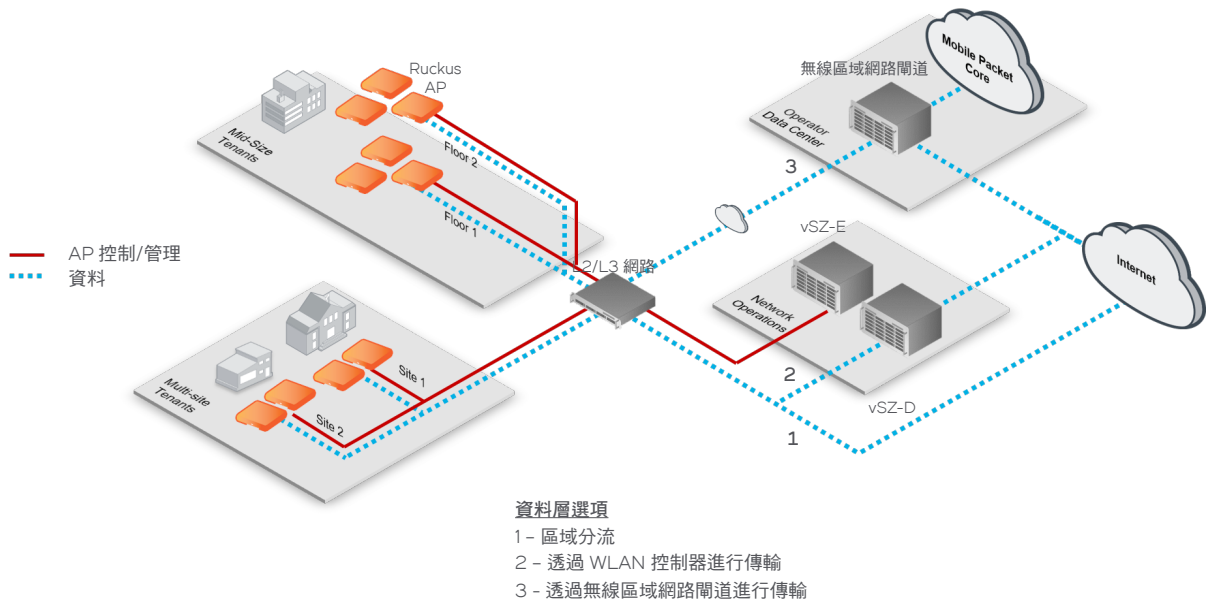 Mobile Packet
Core
無線區域網路閘道
Operator
Data Center
Ruckus
AP
Mid-Size
Tenants
Floor 2
Floor 1
3
vSZ-E
AP 控制/管理
資料
L2/L3 網路
Internet
Network
Operations
Site 1
Multi-site
Tenants
Site 2
2
vSZ-D
1
資料層選項
1 – 區域分流
2 – 透過 WLAN 控制器進行傳輸
3 - 透過無線區域網路閘道進行傳輸